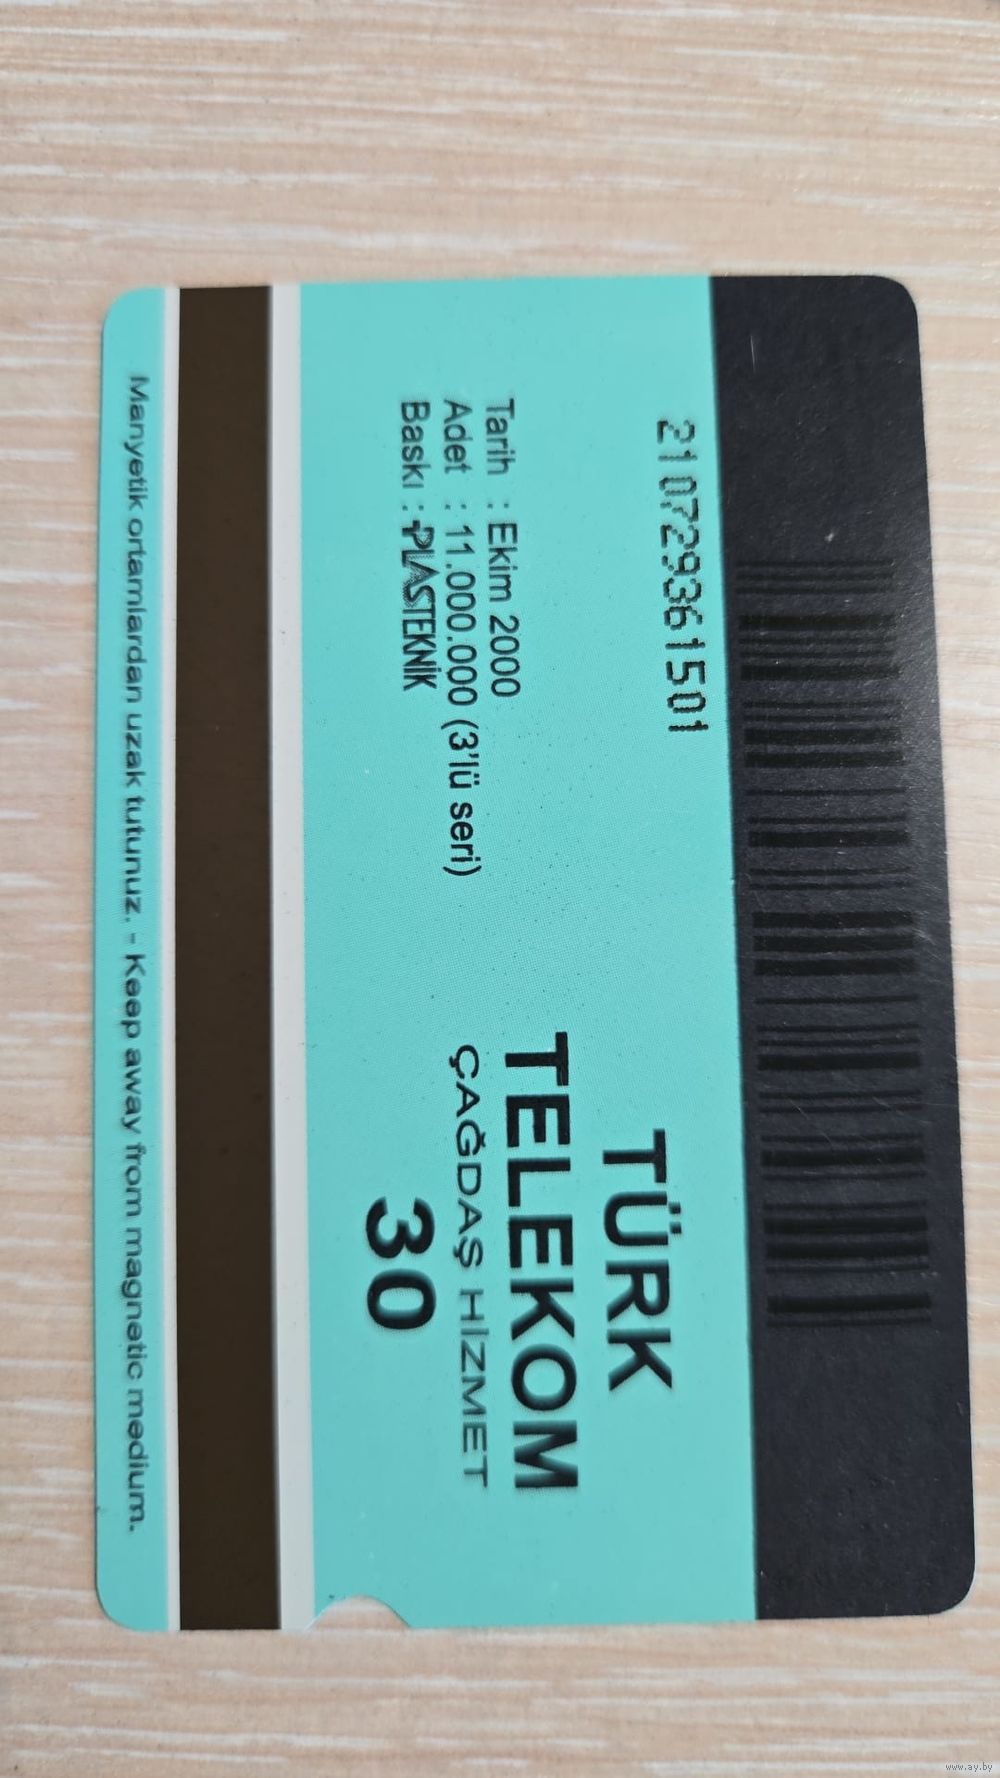 210729361501
Tarih : Ekim 2000
Adet : 11.000.000 (3'lü seri)
Baskı : PLASTEKNİK
TÜRK
TELEKOM
ÇAĞDAŞ HİZMET
30
Manyetik ortamlardan uzak tutunuz. - Keep away from magnetic medium.
www.ay.by